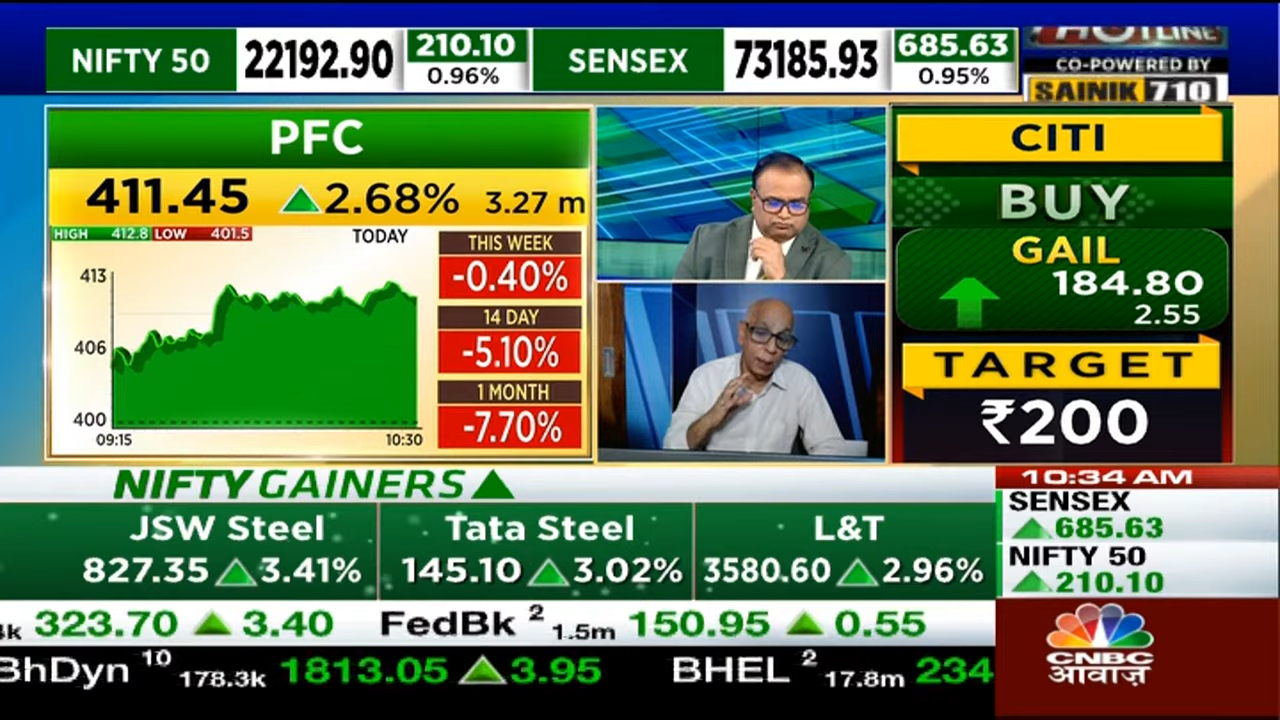 NIFTY 50 22192.90 210.10 0.96% SENSEX 73185.93 685.63 0.95%
HOTLINE
CO-POWERED BY
SAINIK 710
PFC
411.45 2.68% 3.27 m
HIGH 412.8 LOW 401.5
TODAY
413
406
400
09:15 10:30
THIS WEEK
-0.40%
14 DAY
-5.10%
1 MONTH
-7.70%
CITI
BUY
GAIL
184.80
2.55
TARGET
₹200
NIFTY GAINERS
JSW Steel
827.35 3.41%
Tata Steel
145.10 3.02%
L&T
3580.60 2.96%
10:34 AM
SENSEX
685.63
NIFTY 50
210.10
4k 323.70 3.40 FedBk 2 1.5m 150.95 0.55
BhDyn 10 178.3k 1813.05 3.95 BHEL 2 17.8m 234
CNBC
आवाज़